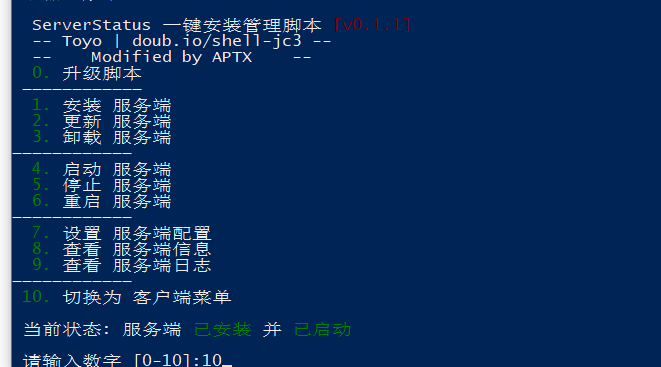 ServerStatus 一键安装管理脚本 [v0.1.1]
-- Toyo | doub.io/shell-jc3 --
-- Modified by APTX --
0. 升级脚本
————————————
1. 安装 服务端
2. 更新 服务端
3. 卸载 服务端
————————————
4. 启动 服务端
5. 停止 服务端
6. 重启 服务端
————————————
7. 设置 服务端配置
8. 查看 服务端信息
9. 查看 服务端日志
————————————
10. 切换为 客户端菜单
当前状态: 服务端 已安装 并 已启动
请输入数字 [0-10]:10